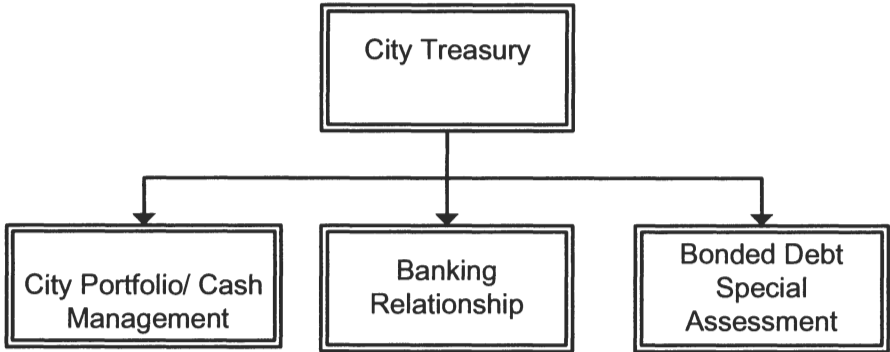 City Treasury
City Portfolio/ Cash
Management
Banking
Relationship
Bonded Debt
Special
Assessment